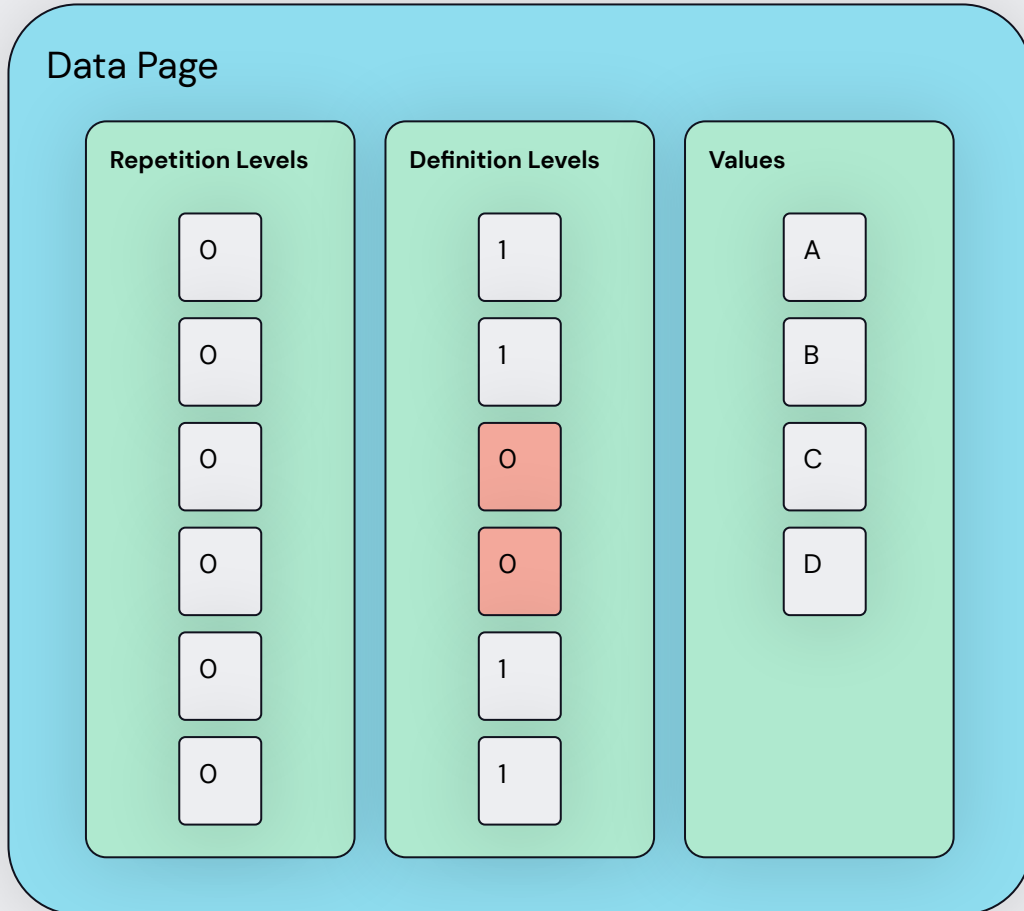 Data Page
Repetition Levels
0
0
0
0
0
0
Definition Levels
1
1
0
0
1
1
Values
A
B
C
D